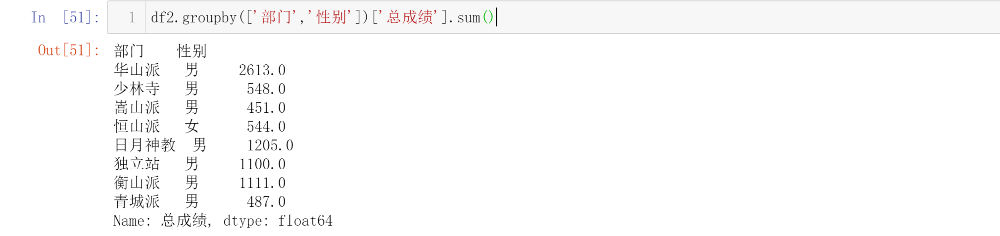 In [51]: 1 df2.groupby(['部门','性别'])['总成绩'].sum()
Out[51]: 部门 性别
华山派 男 2613.0
少林寺 男 548.0
嵩山派 男 451.0
恒山派 女 544.0
日月神教 男 1205.0
独立站 男 1100.0
衡山派 男 1111.0
青城派 男 487.0
Name: 总成绩, dtype: float64